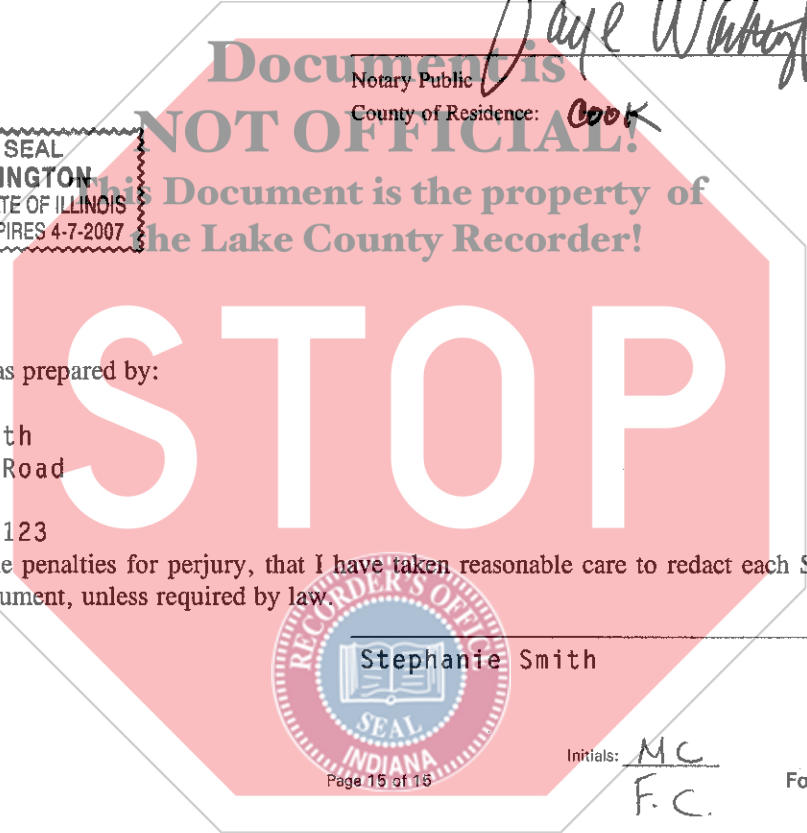 Document is
Notary Public
NOT OFFICIAL!
County of Residence: COOK
SEAL
INGTON
TE OF ILLINOIS
PIRES 4-7-2007
This Document is the property of
the Lake County Recorder!
STOP
as prepared by:
th
Road
123
e penalties for perjury, that I have taken reasonable care to redact each S
ument, unless required by law.
RECORDER'S OFFICE
SEAL
INDIANA
Stephanie Smith
Initials: MC
F. C.
Page 15 of 15
Fo